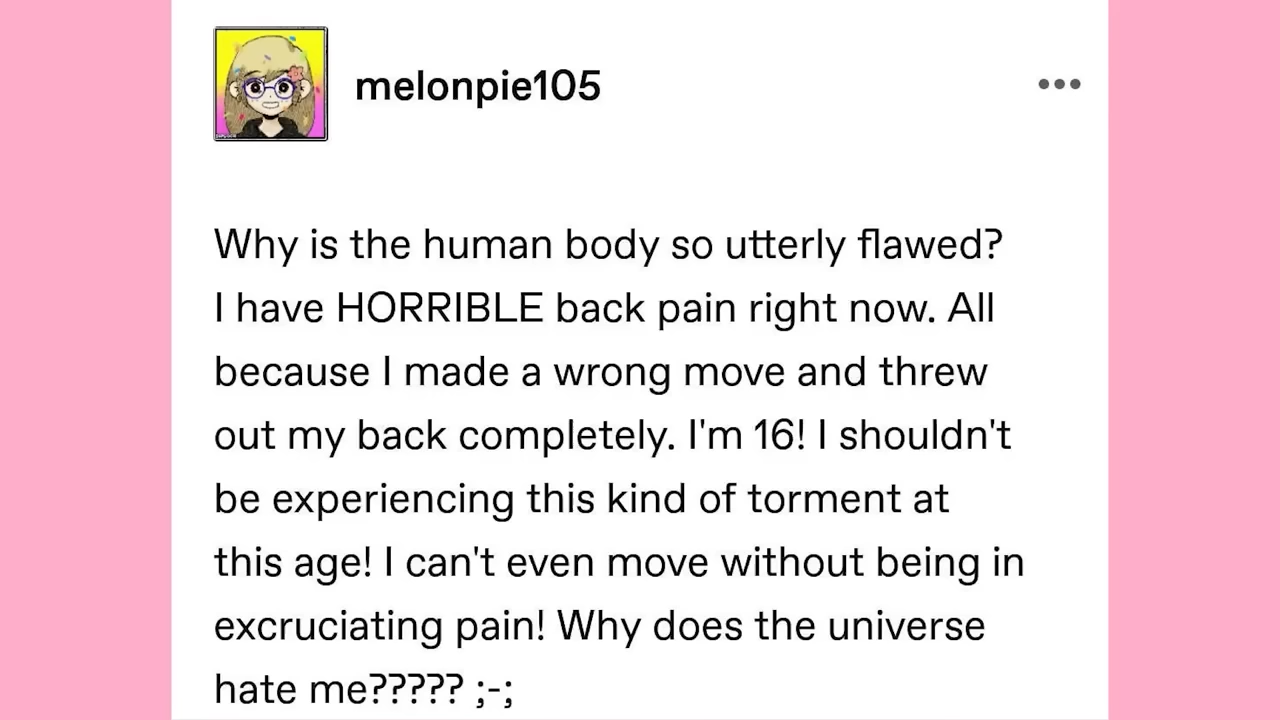 melonpie105
Why is the human body so utterly flawed?
I have HORRIBLE back pain right now. All
because I made a wrong move and threw
out my back completely. I'm 16! I shouldn't
be experiencing this kind of torment at
this age! I can't even move without being in
excruciating pain! Why does the universe
hate me????? ;-;